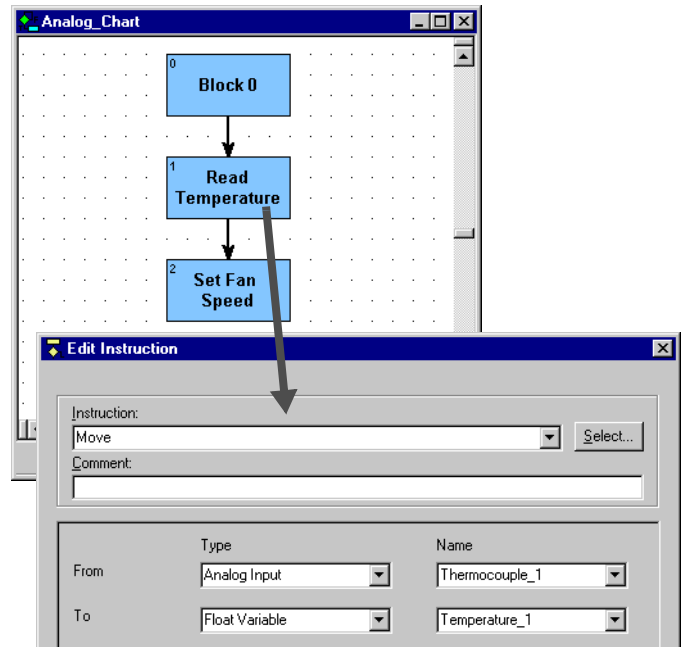 Analog_Chart
0
Block 0
1
Read
Temperature
2
Set Fan
Speed
Edit Instruction
Instruction:
Move
Select...
Comment:
Type
Name
From
Analog Input
Thermocouple_1
To
Float Variable
Temperature_1